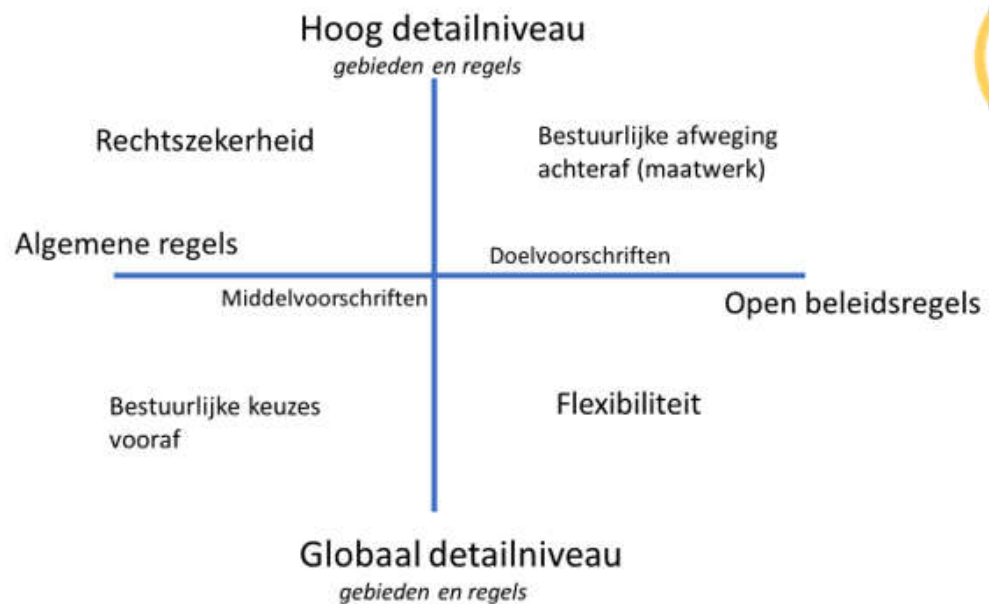 Hoog detailniveau
gebieden en regels
Rechtszekerheid
Bestuurlijke afweging
achteraf (maatwerk)
Algemene regels
Doelvoorschriften
Middelvoorschriften
Open beleidsregels
Bestuurlijke keuzes
vooraf
Flexibiliteit
Globaal detailniveau
gebieden en regels